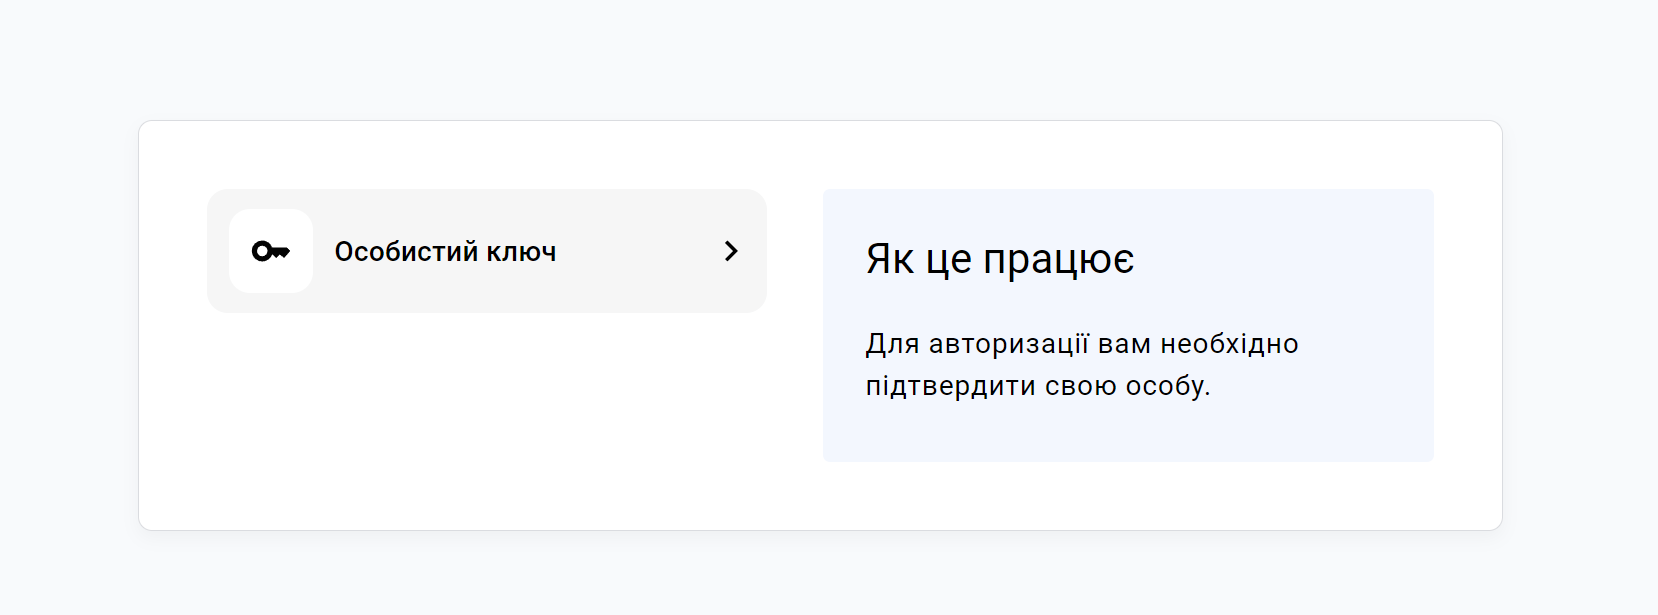 Особистий ключ
Як це працює
Для авторизації вам необхідно
підтвердити свою особу.